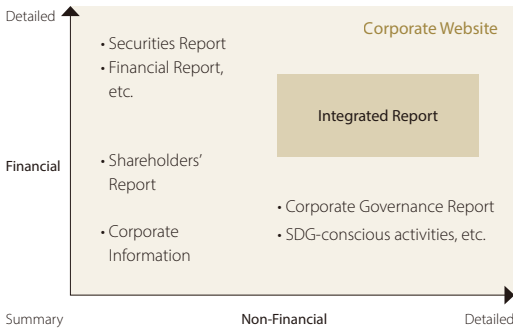 Detailed
Corporate Website
• Securities Report
• Financial Report,
etc.
Integrated Report
Financial
• Shareholders’
Report
• Corporate Governance Report
• Corporate
Information
• SDG-conscious activities, etc.
Summary
Non-Financial
Detailed